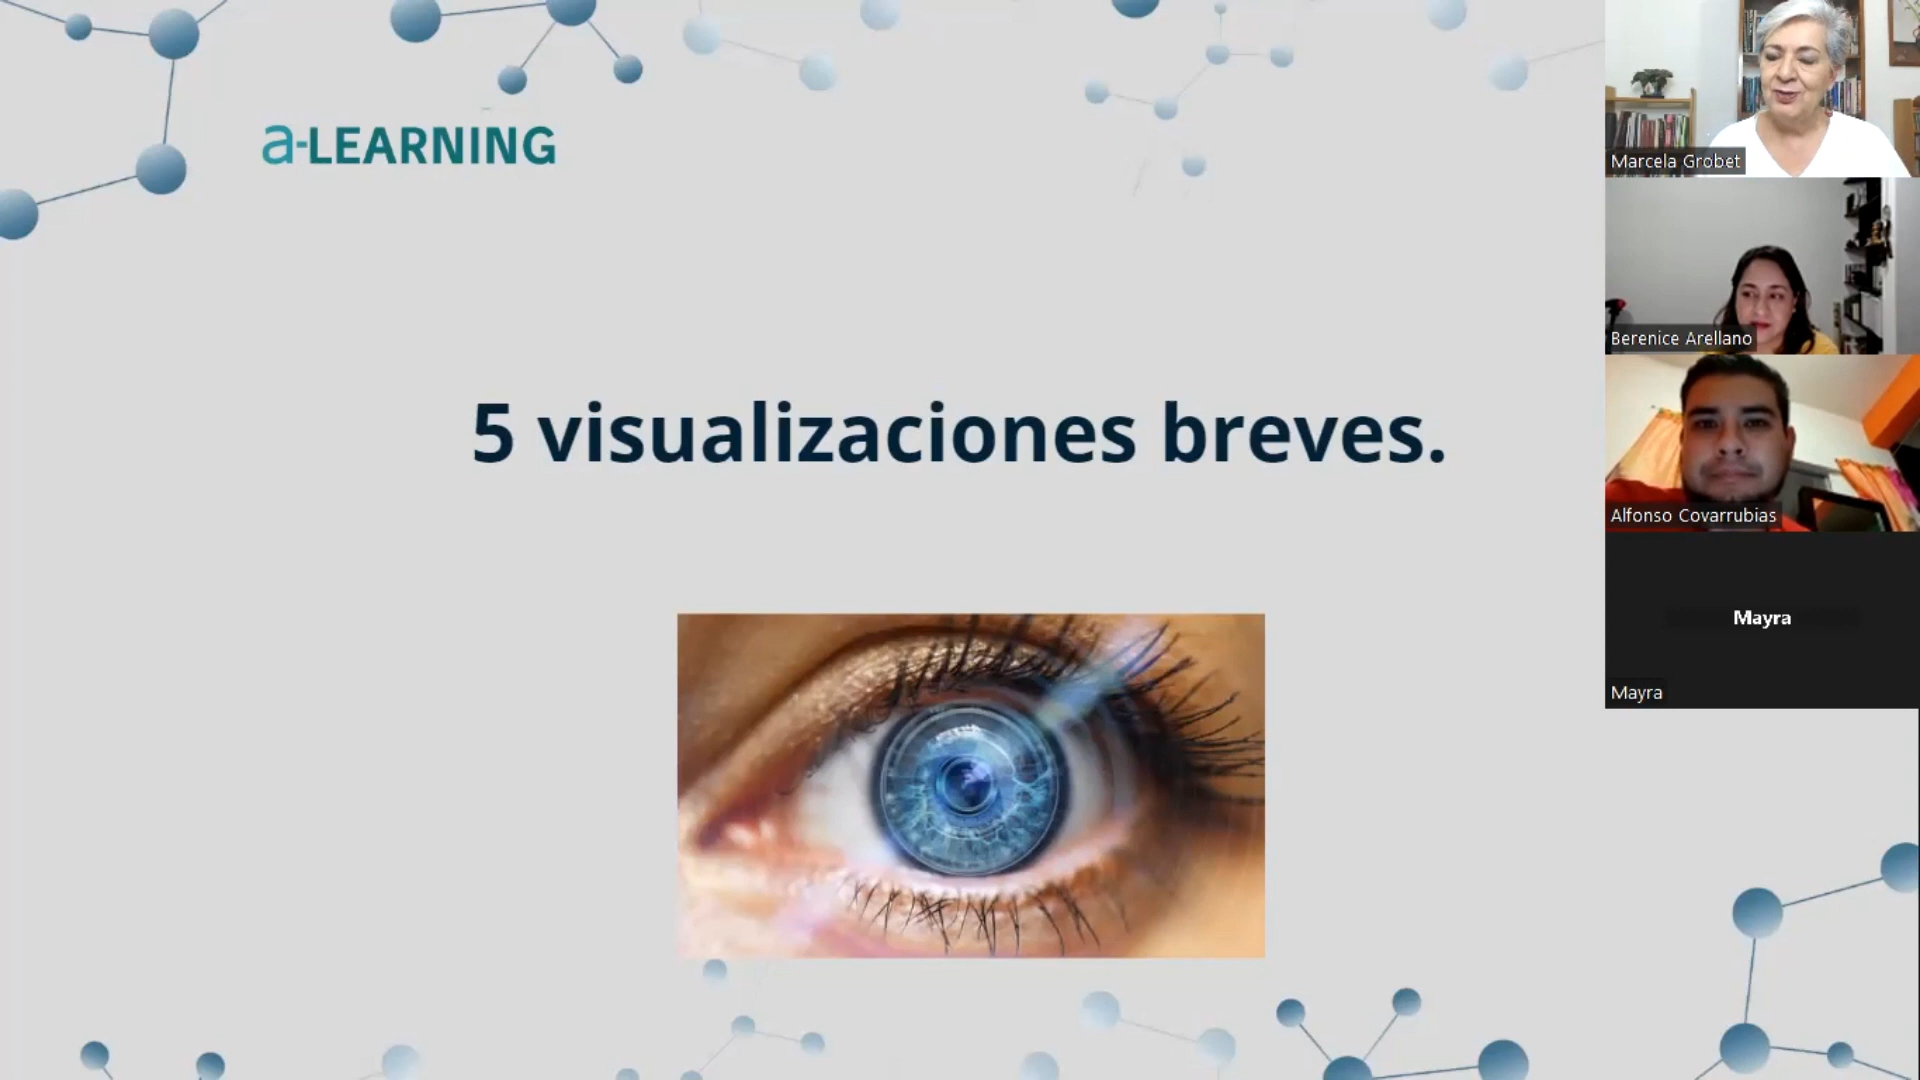 a-LEARNING
5 visualizaciones breves.
Marcela Grobet
Berenice Arellano
Alfonso Covarrubias
Mayra
Mayra